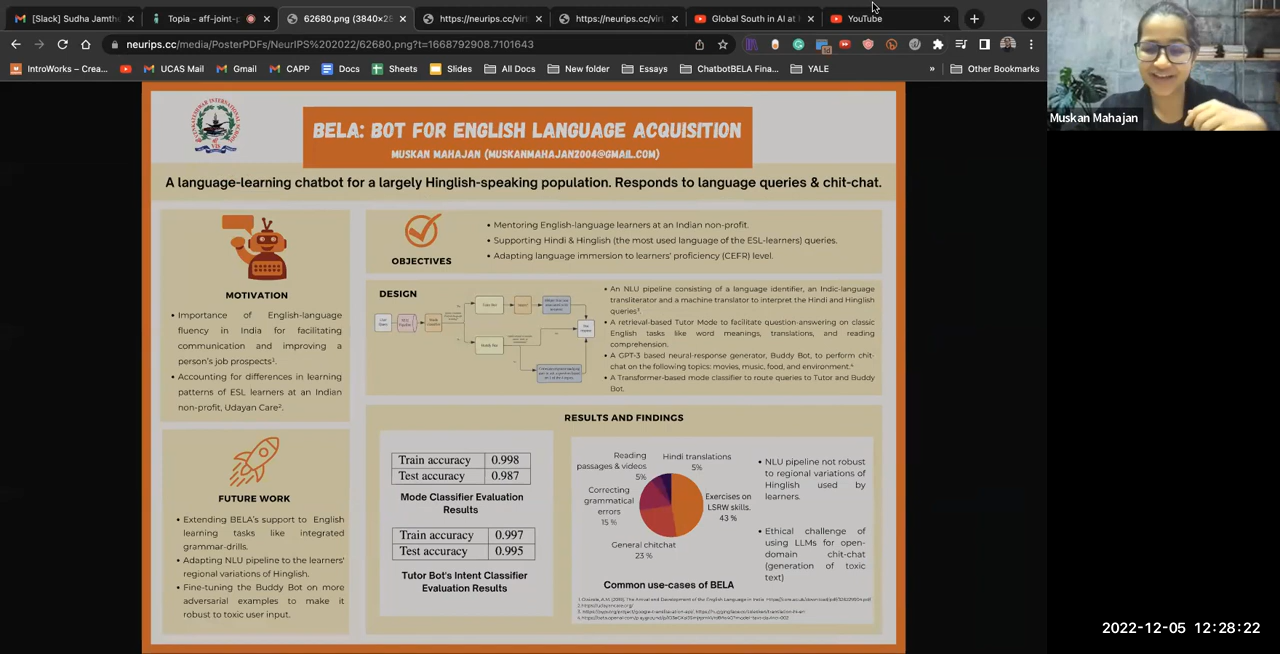 [Slack] Sudha Jamth
Topia - aff-joint-p
62680.png (3840×28
https://neurips.cc/virt
https://neurips.cc/virt
Global South in AI at
YouTube
neurips.cc/media/PosterPDFs/NeurIPS%202022/62680.png?t=1668792908.7101643
IntroWorks – Crea...
UCAS Mail
Gmail
CAPP
Docs
Sheets
Slides
All Docs
New folder
Essays
ChatbotBELA Fina...
YALE
»
Other Bookmarks
Muskan Mahajan
BELA: BOT FOR ENGLISH LANGUAGE ACQUISITION
MUSKAN MAHAJAN (MUSKANMAHAJAN2004@GMAIL.COM)
A language-learning chatbot for a largely Hinglish-speaking population. Responds to language queries & chit-chat.
MOTIVATION
• Importance of English-language
fluency in India for facilitating
communication and improving a
person's job prospects¹.
• Accounting for differences in learning
patterns of ESL learners at an Indian
non-profit, Udayan Care².
OBJECTIVES
• Mentoring English-language learners at an Indian non-profit.
• Supporting Hindi & Hinglish (the most used language of the ESL-learners) queries.
• Adapting language immersion to learners' proficiency (CEFR) level.
DESIGN
• An NLU pipeline consisting of a language identifier, an Indic-language
transliterator and a machine translator to interpret the Hindi and Hinglish
queries³.
• A retrieval-based Tutor Mode to facilitate question-answering on classic
English tasks like word meanings, translations, and reading
comprehension.
• A GPT-3 based neural-response generator, Buddy Bot, to perform chit-
chat on the following topics: movies, music, food, and environment.⁴
• A Transformer-based mode classifier to route queries to Tutor and Buddy
Bot.
FUTURE WORK
• Extending BELA's support to English
learning tasks like integrated
grammar-drills.
• Adapting NLU pipeline to the learners'
regional variations of Hinglish.
• Fine-tuning the Buddy Bot on more
adversarial examples to make it
robust to toxic user input.
RESULTS AND FINDINGS
Train accuracy 0.998
Test accuracy 0.987
Mode Classifier Evaluation
Results
Train accuracy 0.997
Test accuracy 0.995
Tutor Bot's Intent Classifier
Evaluation Results
Reading
passages & videos
5%
Hindi translations
5%
Correcting
grammatical
errors
15 %
Exercises on
LSRW skills.
43 %
General chitchat
23 %
Common use-cases of BELA
• NLU pipeline not robust
to regional variations of
Hinglish used by
learners.
• Ethical challenge of
using LLMs for open-
domain chit-chat
(generation of toxic
text)
2022-12-05 12:28:22